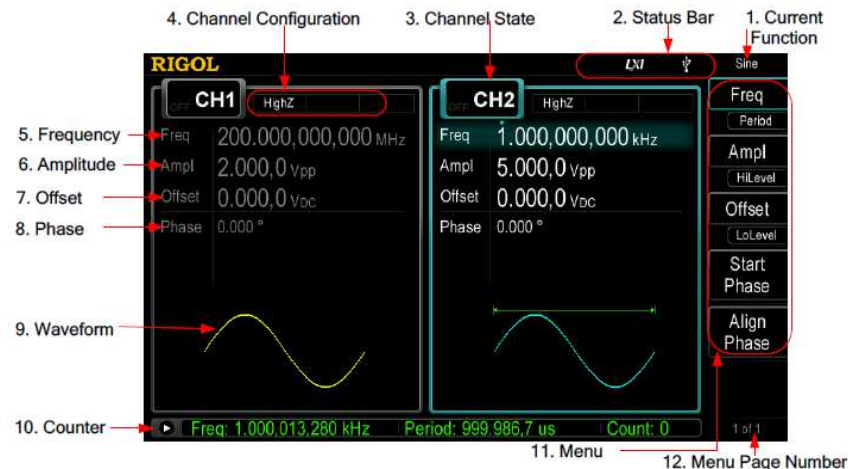 4. Channel Configuration
3. Channel State
2. Status Bar
1. Current Function
RIGOL
LXI
Sine
OFF CH1 HighZ
OFF CH2 HighZ
Freq
Period
5. Frequency
Freq 200.000,000,000 MHz
Freq 1.000,000,000 kHz
Ampl
HiLevel
6. Amplitude
Ampl 2.000,0 Vpp
Ampl 5.000,0 Vpp
7. Offset
Offset 0.000,0 VDC
Offset 0.000,0 VDC
Offset
LoLevel
8. Phase
Phase 0.000 °
Phase 0.000 °
Start
Phase
9. Waveform
Align
Phase
10. Counter
Freq: 1.000,013,280 kHz Period: 999.986,7 us Count: 0
1 of 1
11. Menu
12. Menu Page Number